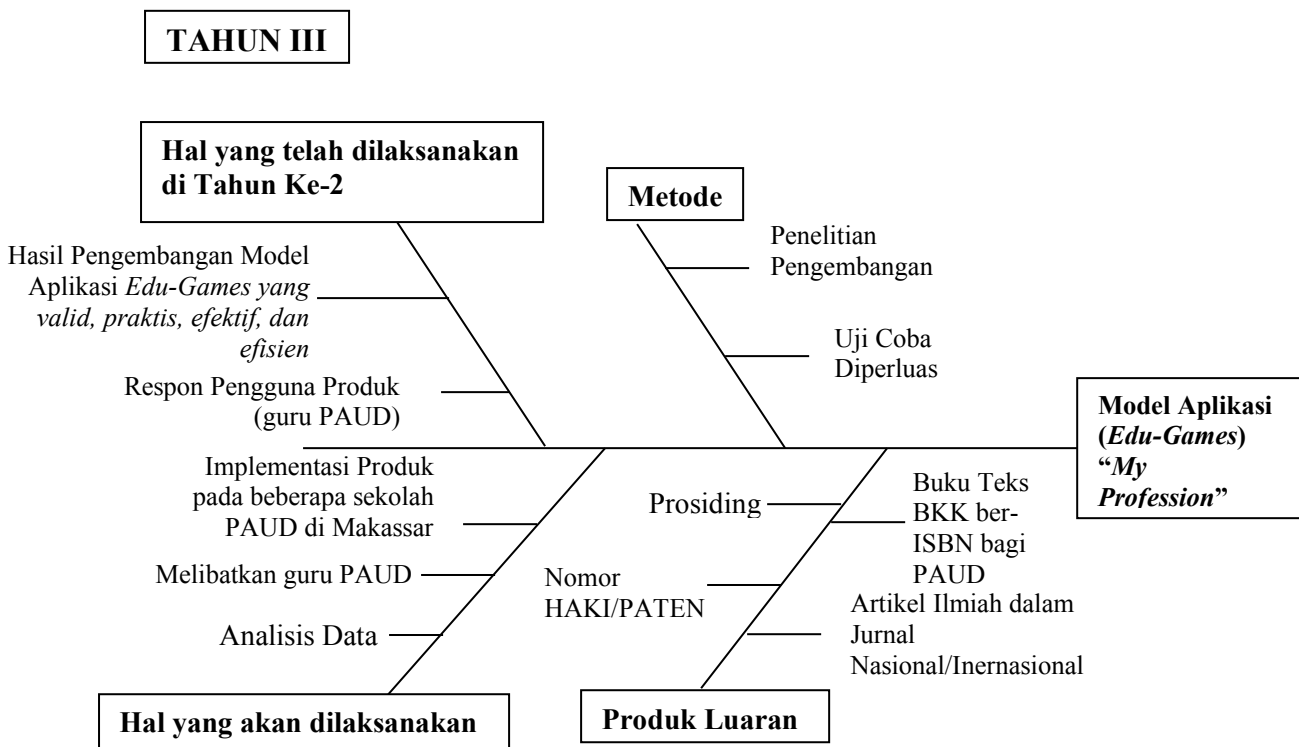 TAHUN III
Hal yang telah dilaksanakan
di Tahun Ke-2
Metode
Hasil Pengembangan Model
Aplikasi Edu-Games yang
valid, praktis, efektif, dan
efisien
Respon Pengguna Produk
(guru PAUD)
Penelitian
Pengembangan
Uji Coba
Diperluas
Model Aplikasi
(Edu-Games)
“My
Profession”
Implementasi Produk
pada beberapa sekolah
PAUD di Makassar
Melibatkan guru PAUD
Analisis Data
Hal yang akan dilaksanakan
Prosiding
Nomor
HAKI/PATEN
Buku Teks
BKK ber-
ISBN bagi
PAUD
Artikel Ilmiah dalam
Jurnal
Nasional/Inernasional
Produk Luaran